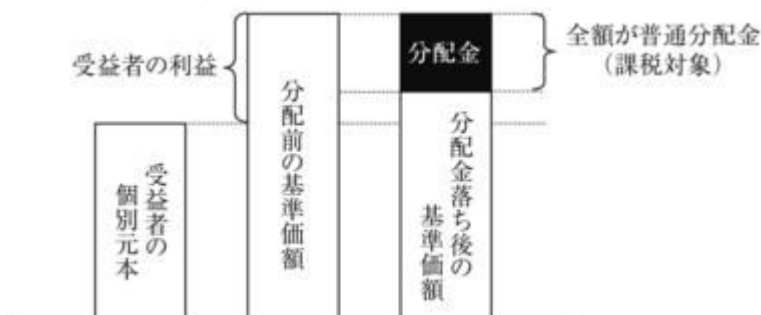 受益者の利益
受益者の
個別元本
分配前の基準価額
分配金
分配金落ち後の
基準価額
全額が普通分配金
（課税対象）